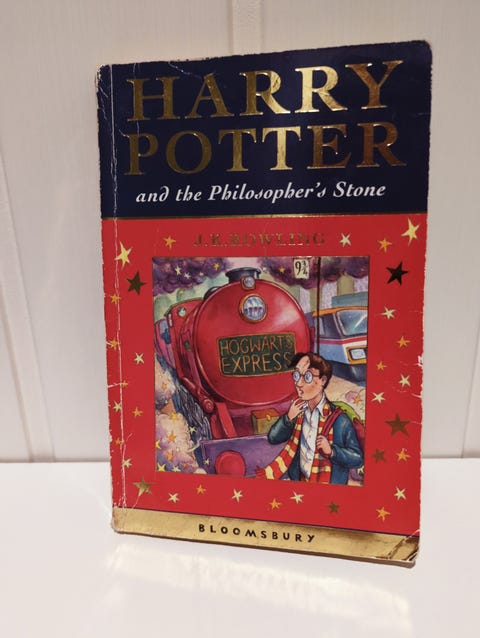 HARRY
POTTER
and the Philosopher's Stone
J.K.ROWLING
9¾
HOGWARTS
EXPRESS
BLOOMSBURY